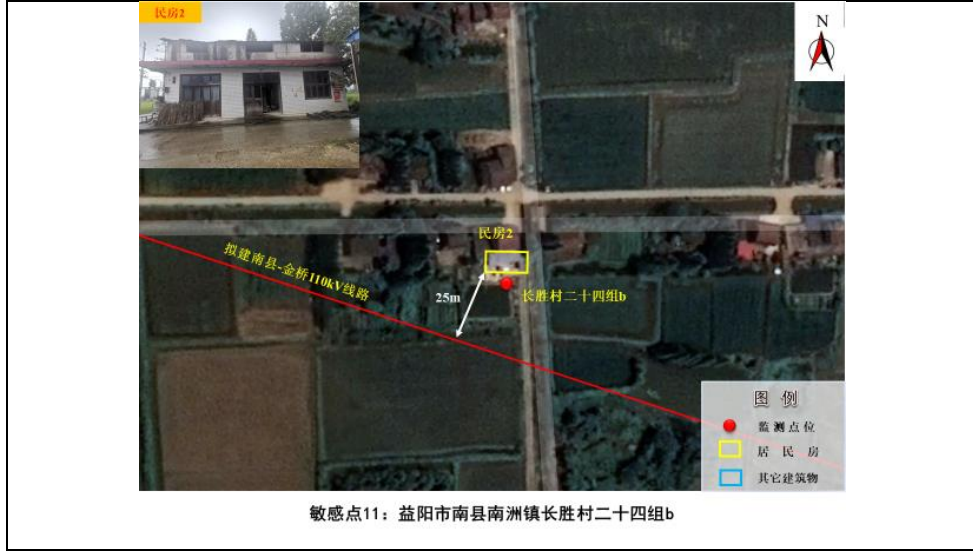 民房2
N
民房2
拟建南县-金桥110kV线路
25m
长胜村二十四组b
图 例
监测点位
居 民 房
其它建筑物
敏感点11：益阳市南县南洲镇长胜村二十四组b